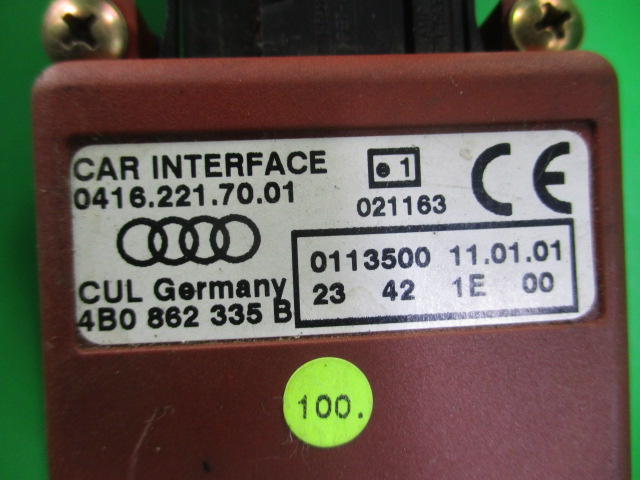 CAR INTERFACE
0416.221.70.01
e 1
021163
CE
CUL Germany
4B0 862 335 B
0113500 11.01.01
23 42 1E 00
100.